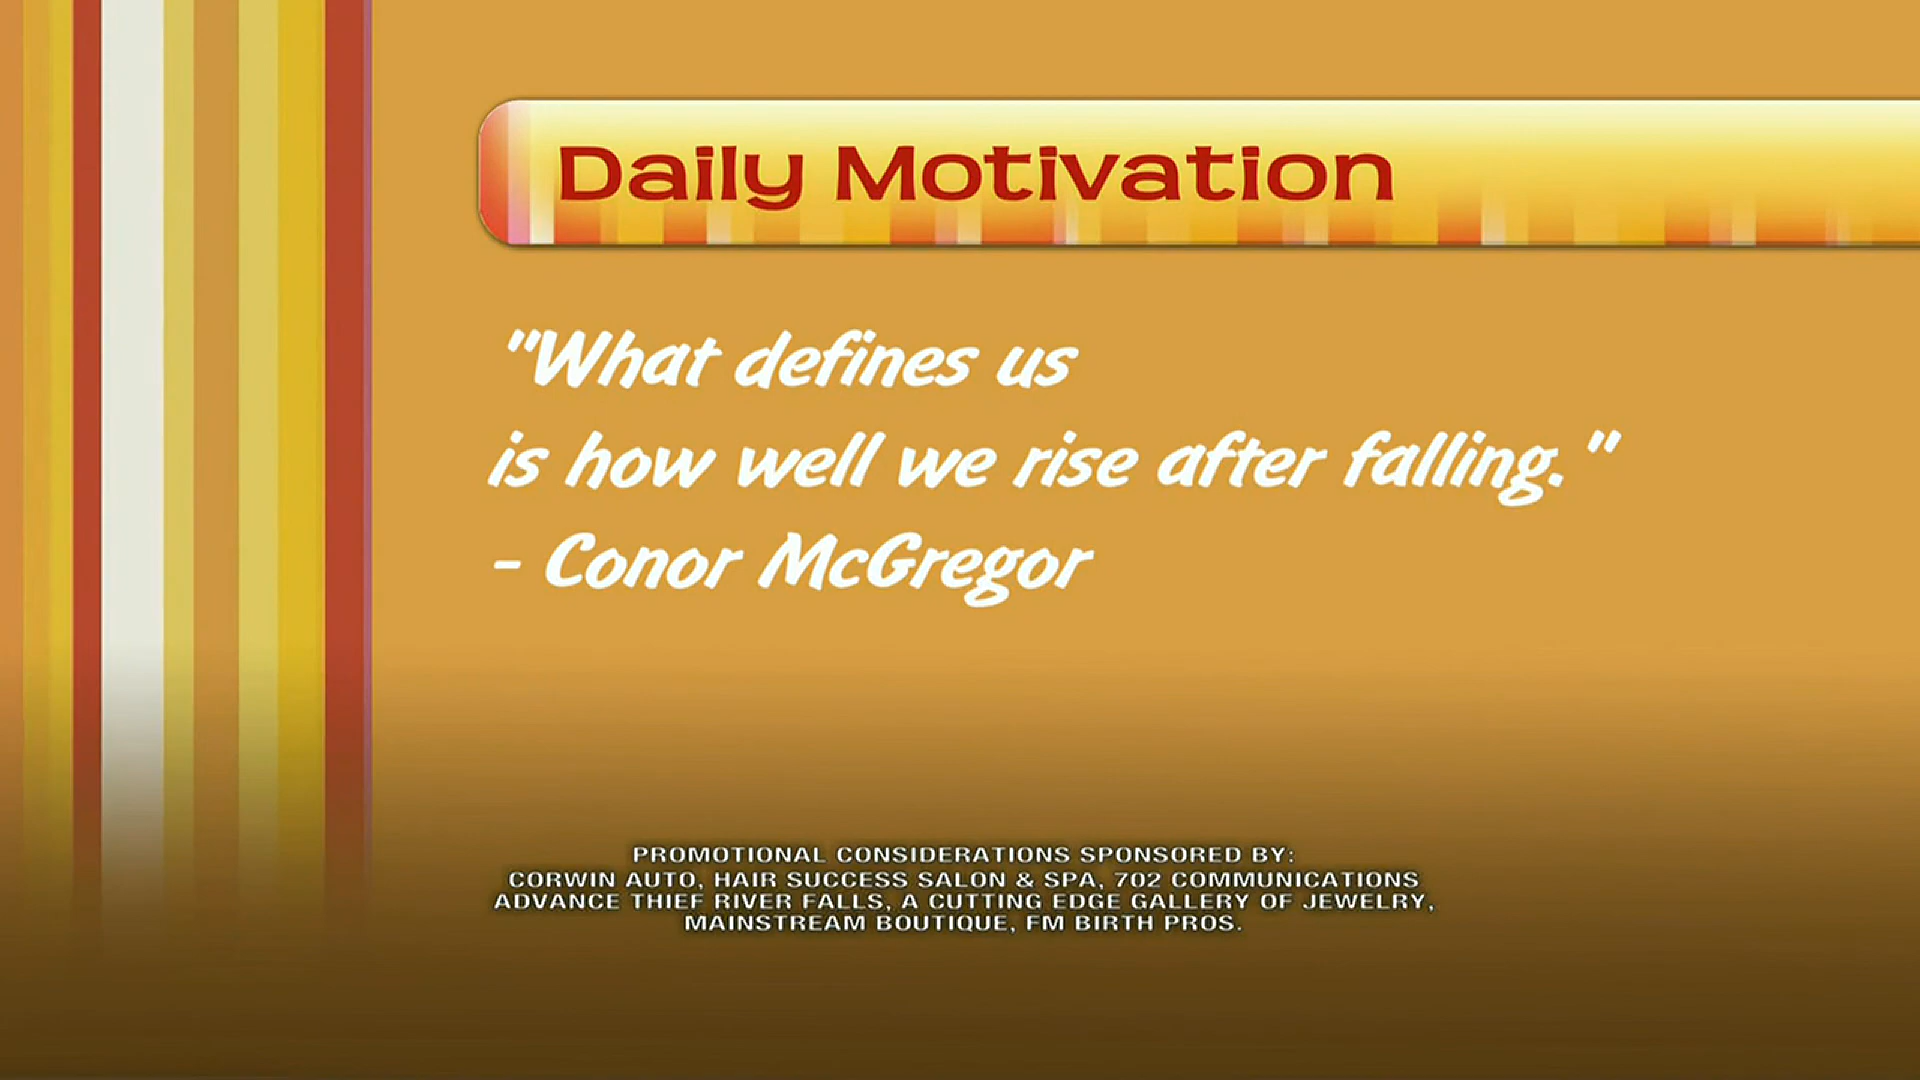 Daily Motivation
"What defines us
is how well we rise after falling."
- Conor McGregor
PROMOTIONAL CONSIDERATIONS SPONSORED BY:
CORWIN AUTO, HAIR SUCCESS SALON & SPA, 702 COMMUNICATIONS
ADVANCE THIEF RIVER FALLS, A CUTTING EDGE GALLERY OF JEWELRY,
MAINSTREAM BOUTIQUE, FM BIRTH PROS.